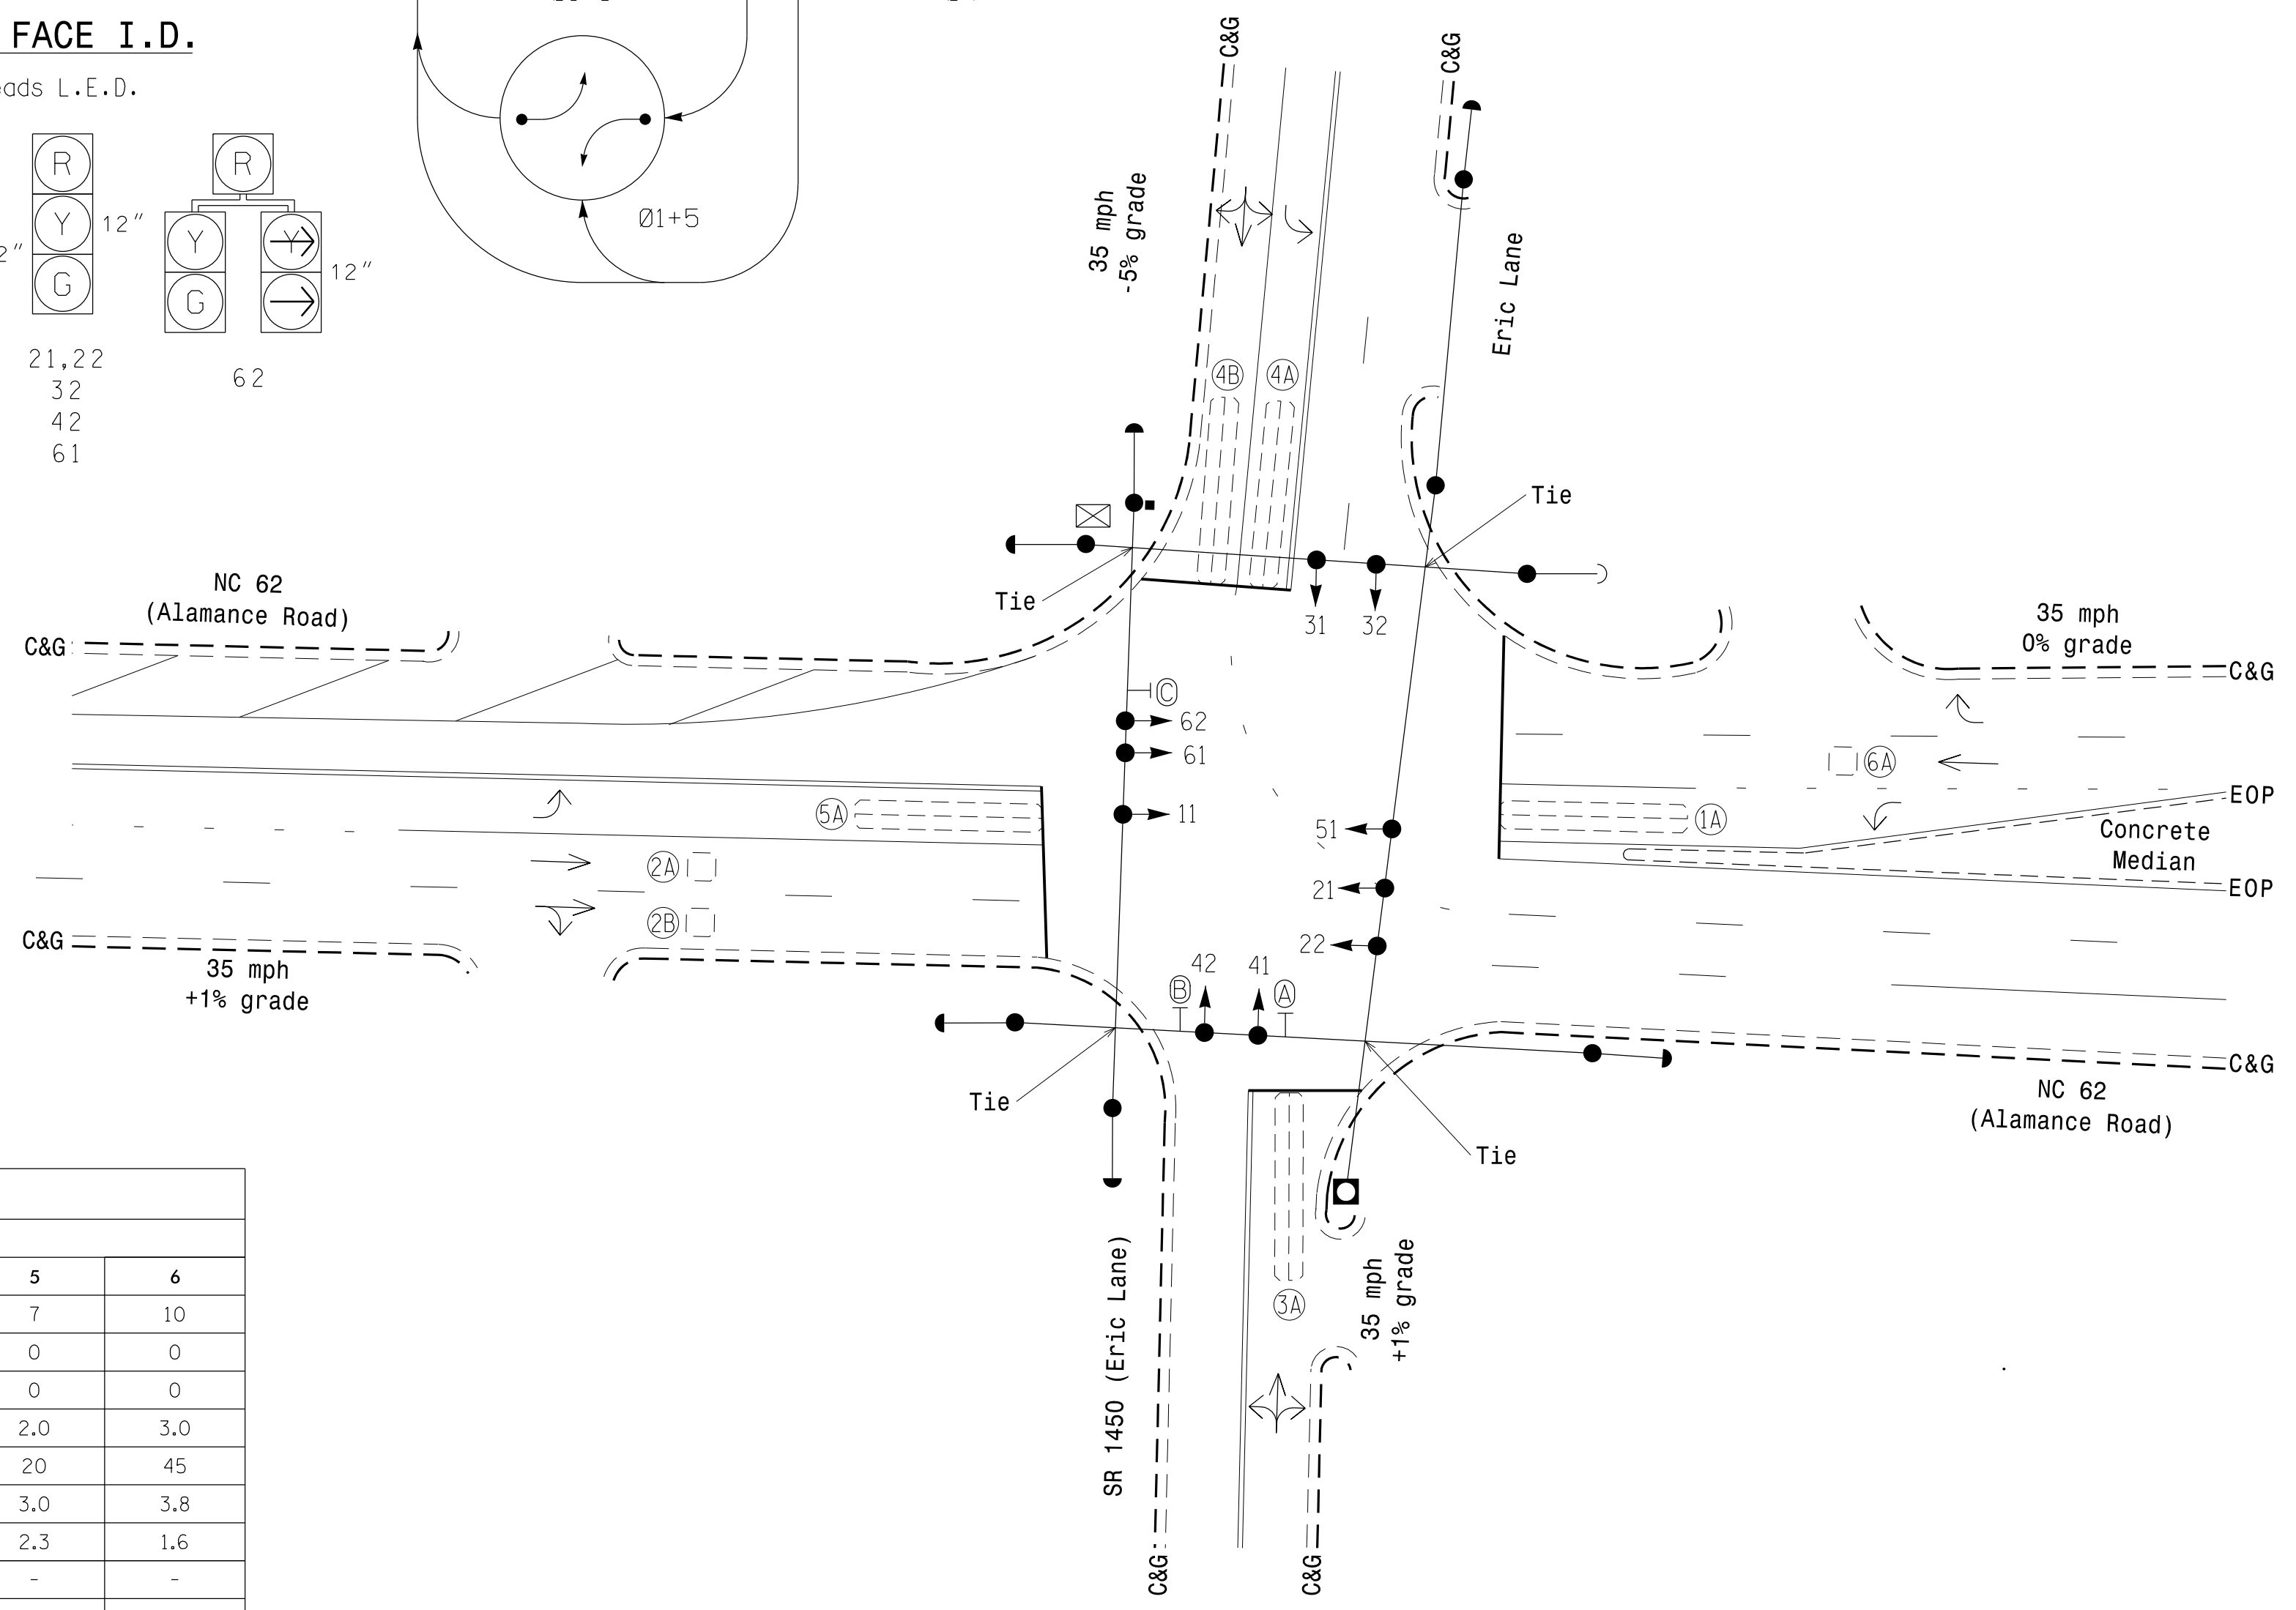 FACE I.D.
L.E.D.
R
Y
G
12"
R
Y
Y
G
12"
21,22
32
42
61
62
Ø1+5
C&G
C&G
35 mph
-5% grade
Eric Lane
4B
4A
Tie
Tie
31
32
NC 62
(Alamance Road)
C&G
35 mph
0% grade
C&G
C
62
61
11
5A
6A
1A
EOP
Concrete
Median
EOP
51
21
22
2A
2B
C&G
35 mph
+1% grade
42
41
B
A
C&G
NC 62
(Alamance Road)
Tie
Tie
3A
SR 1450 (Eric Lane)
35 mph
+1% grade
C&G
C&G
5 6
7 10
0 0
0 0
2.0 3.0
20 45
3.0 3.8
2.3 1.6
- -